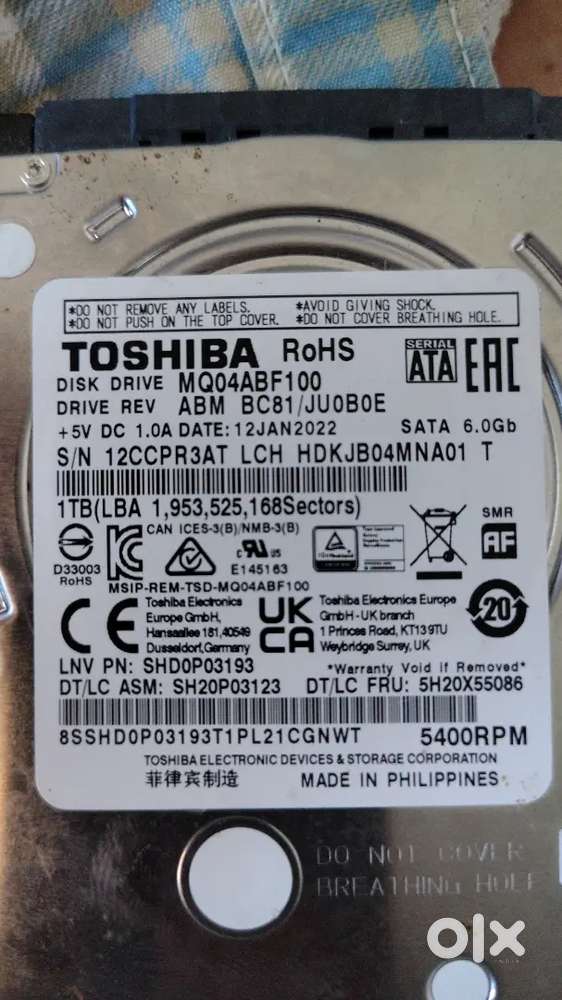 *DO NOT REMOVE ANY LABELS. *AVOID GIVING SHOCK.
*DO NOT PUSH ON THE TOP COVER. *DO NOT COVER BREATHING HOLE.
TOSHIBA RoHS SERIAL ATA EAC
DISK DRIVE MQ04ABF100
DRIVE REV ABM BC81/JU0B0E
+5V DC 1.0A DATE:12JAN2022 SATA 6.0Gb
S/N 12CCPR3AT LCH HDKJB04MNA01 T
1TB(LBA 1,953,525,168Sectors)
SMR
CAN ICES-3(B)/NMB-3(B)
c UR us
E145163
AF
D33003
RoHS
MSIP-REM-TSD-MQ04ABF100
CE
Toshiba Electronics
Europe GmbH,
Hansaallee 181,40549
Dusseldorf,Germany
UK
CA
Toshiba Electronics Europe
GmbH-UK branch
1 Princes Road, KT13 9TU
Weybridge Surrey, UK
20
LNV PN: SHD0P03193 *Warranty Void if Removed*
DT/LC ASM: SH20P03123 DT/LC FRU: 5H20X55086
8SSHD0P03193T1PL21CGNWT 5400RPM
TOSHIBA ELECTRONIC DEVICES & STORAGE CORPORATION
菲律宾制造 MADE IN PHILIPPINES
DO NOT COVER
BREATHING HOLE
olx
INDIA